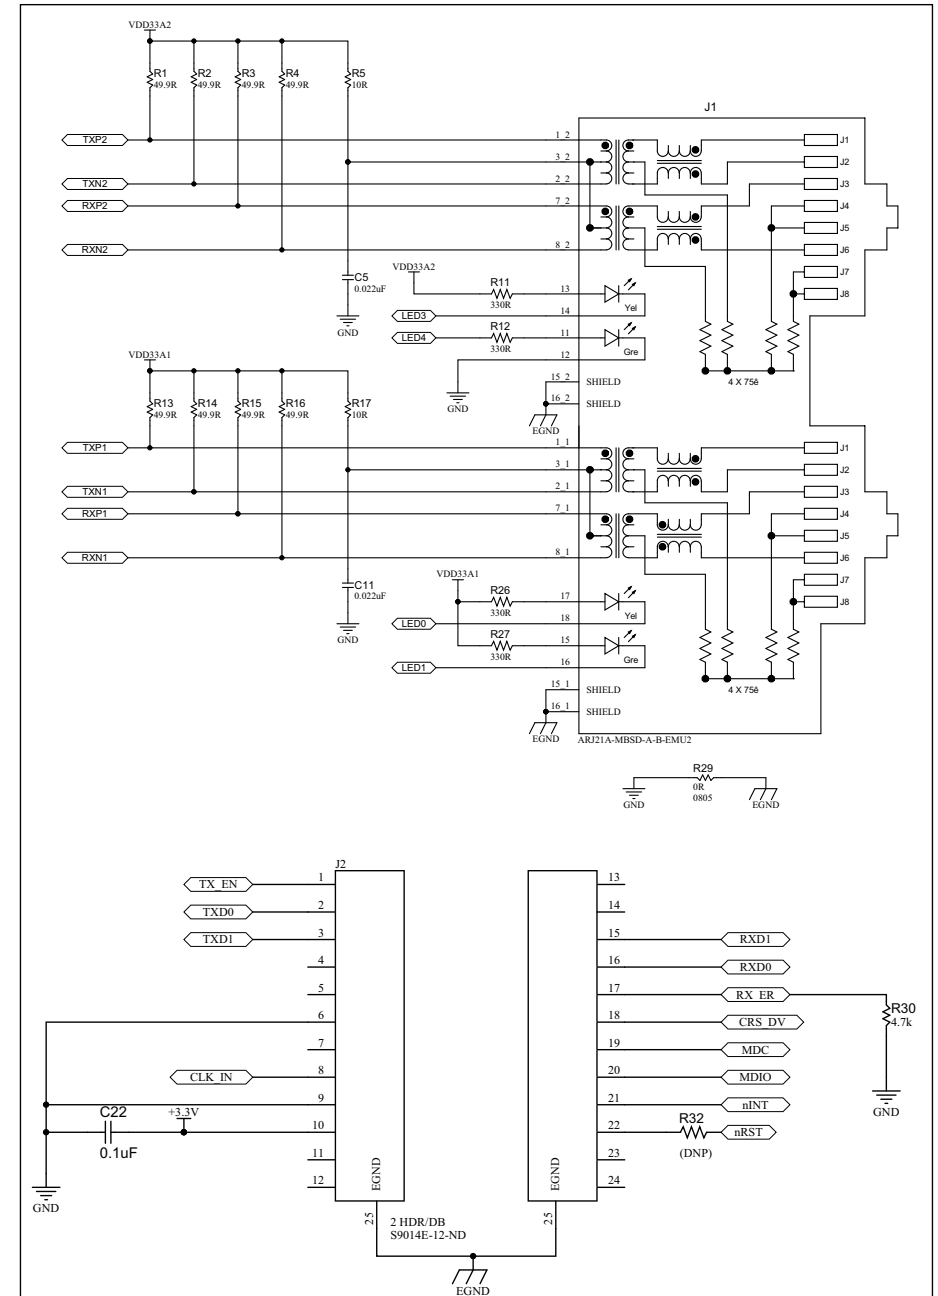 VDD33A2
R1 R2 R3 R4 R5
49.9R 49.9R 49.9R 49.9R 10R
J1
TXP2 1_2 J1
3_2 J2
TXN2 2_2 J3
RXP2 7_2 J4
J5
RXN2 8_2 J6
VDD33A2 J7
C5 R11 13 J8
0.022uF 330R Yel
LED3 14
GND R12 11
LED4 330R Gre
12
VDD33A1 4 X 75ê
GND 15_2 SHIELD
R13 R14 R15 R16 R17 16_2 SHIELD
49.9R 49.9R 49.9R 49.9R 10R EGND
TXP1 1_1 J1
3_1 J2
TXN1 2_1 J3
RXP1 7_1 J4
J5
RXN1 8_1 J6
VDD33A1 J7
C11 R26 17 J8
0.022uF 330R Yel
LED0 18
GND R27 15
330R Gre
LED1 16
4 X 75ê
15_1 SHIELD
16_1 SHIELD
EGND ARJ21A-MBSD-A-B-EMU2
R29
0R
GND 0805 EGND
J2
TX_EN 1 13
TXD0 2 14
TXD1 3 15 RXD1
4 16 RXD0
5 17 RX_ER R30
6 18 CRS_DV 4.7k
7 19 MDC
CLK_IN 8 20 MDIO
9 21 nINT GND
C22 +3.3V 10 22 R32 nRST
0.1uF 11 23 (DNP)
12 24
GND EGND EGND
25 25
2 HDR/DB
S9014E-12-ND
EGND